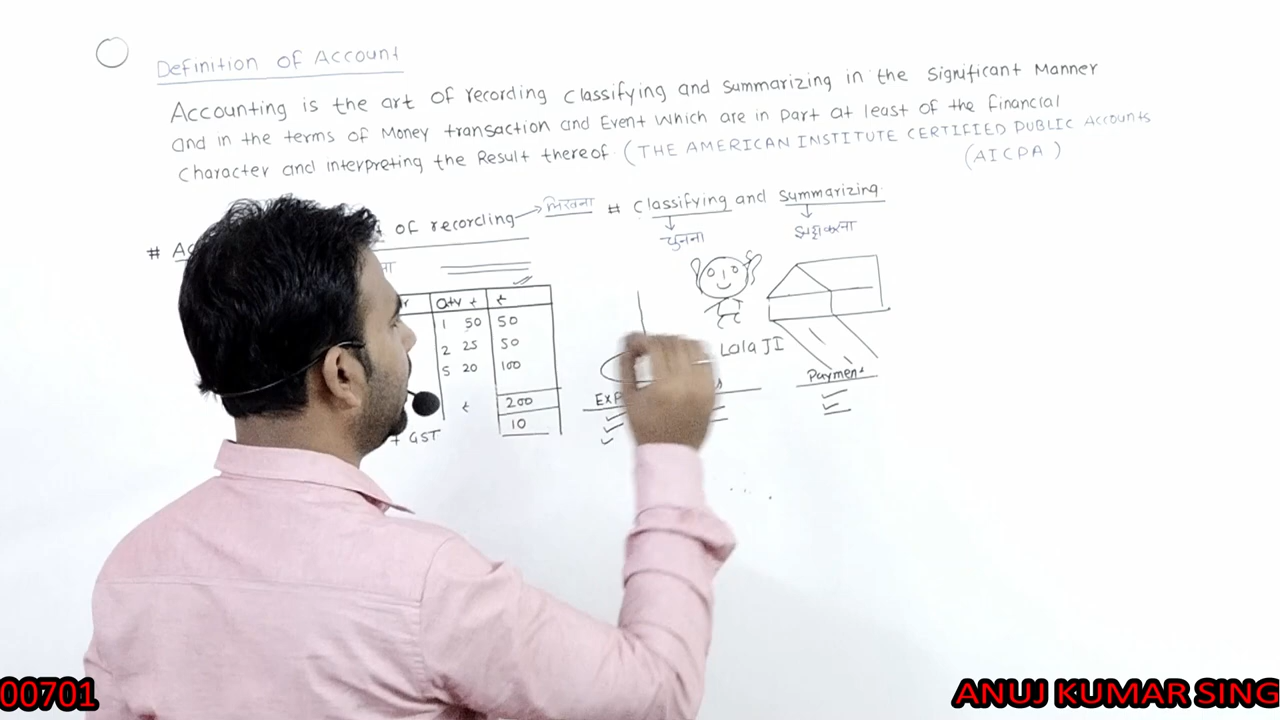 Definition of Account
Accounting is the art of recording Classifying and Summarizing in the Significant Manner
and in the terms of Money transaction and Event Which are in Part at least of the financial
Character and interpreting the Result thereof (THE AMERICAN INSTITUTE CERTIFIED PUBLIC Accounts
(AICPA)
# Ac of recording → लिखना # Classifying and Summarizing
चुनना
Qty ₹ ₹
1 50 50
2 25 50
5 20 100
Lala JI
Payment
200
Exp
10
+ GST
00701
ANUJ KUMAR SING